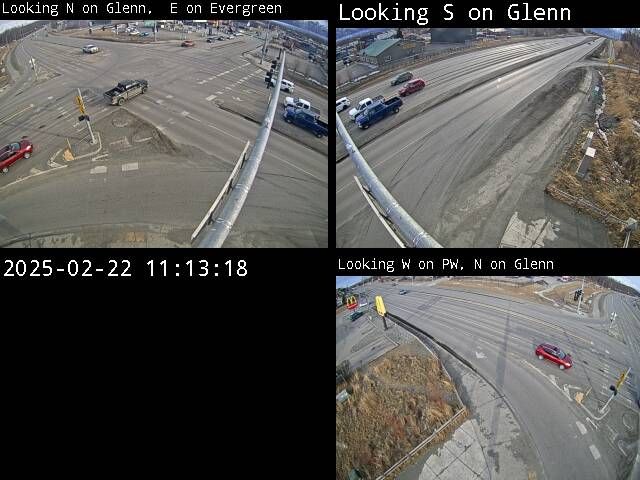 Looking N on Glenn,  E on Evergreen
Looking S on Glenn
2025-02-22 11:13:18
Looking W on PW, N on Glenn